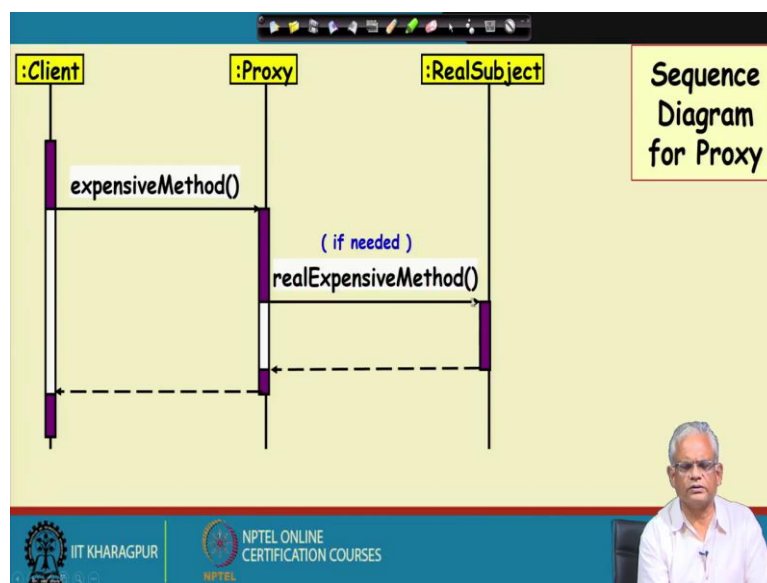 :Client
:Proxy
:RealSubject
Sequence
Diagram
for Proxy
expensiveMethod()
( if needed )
realExpensiveMethod()
IIT KHARAGPUR
NPTEL
NPTEL ONLINE
CERTIFICATION COURSES